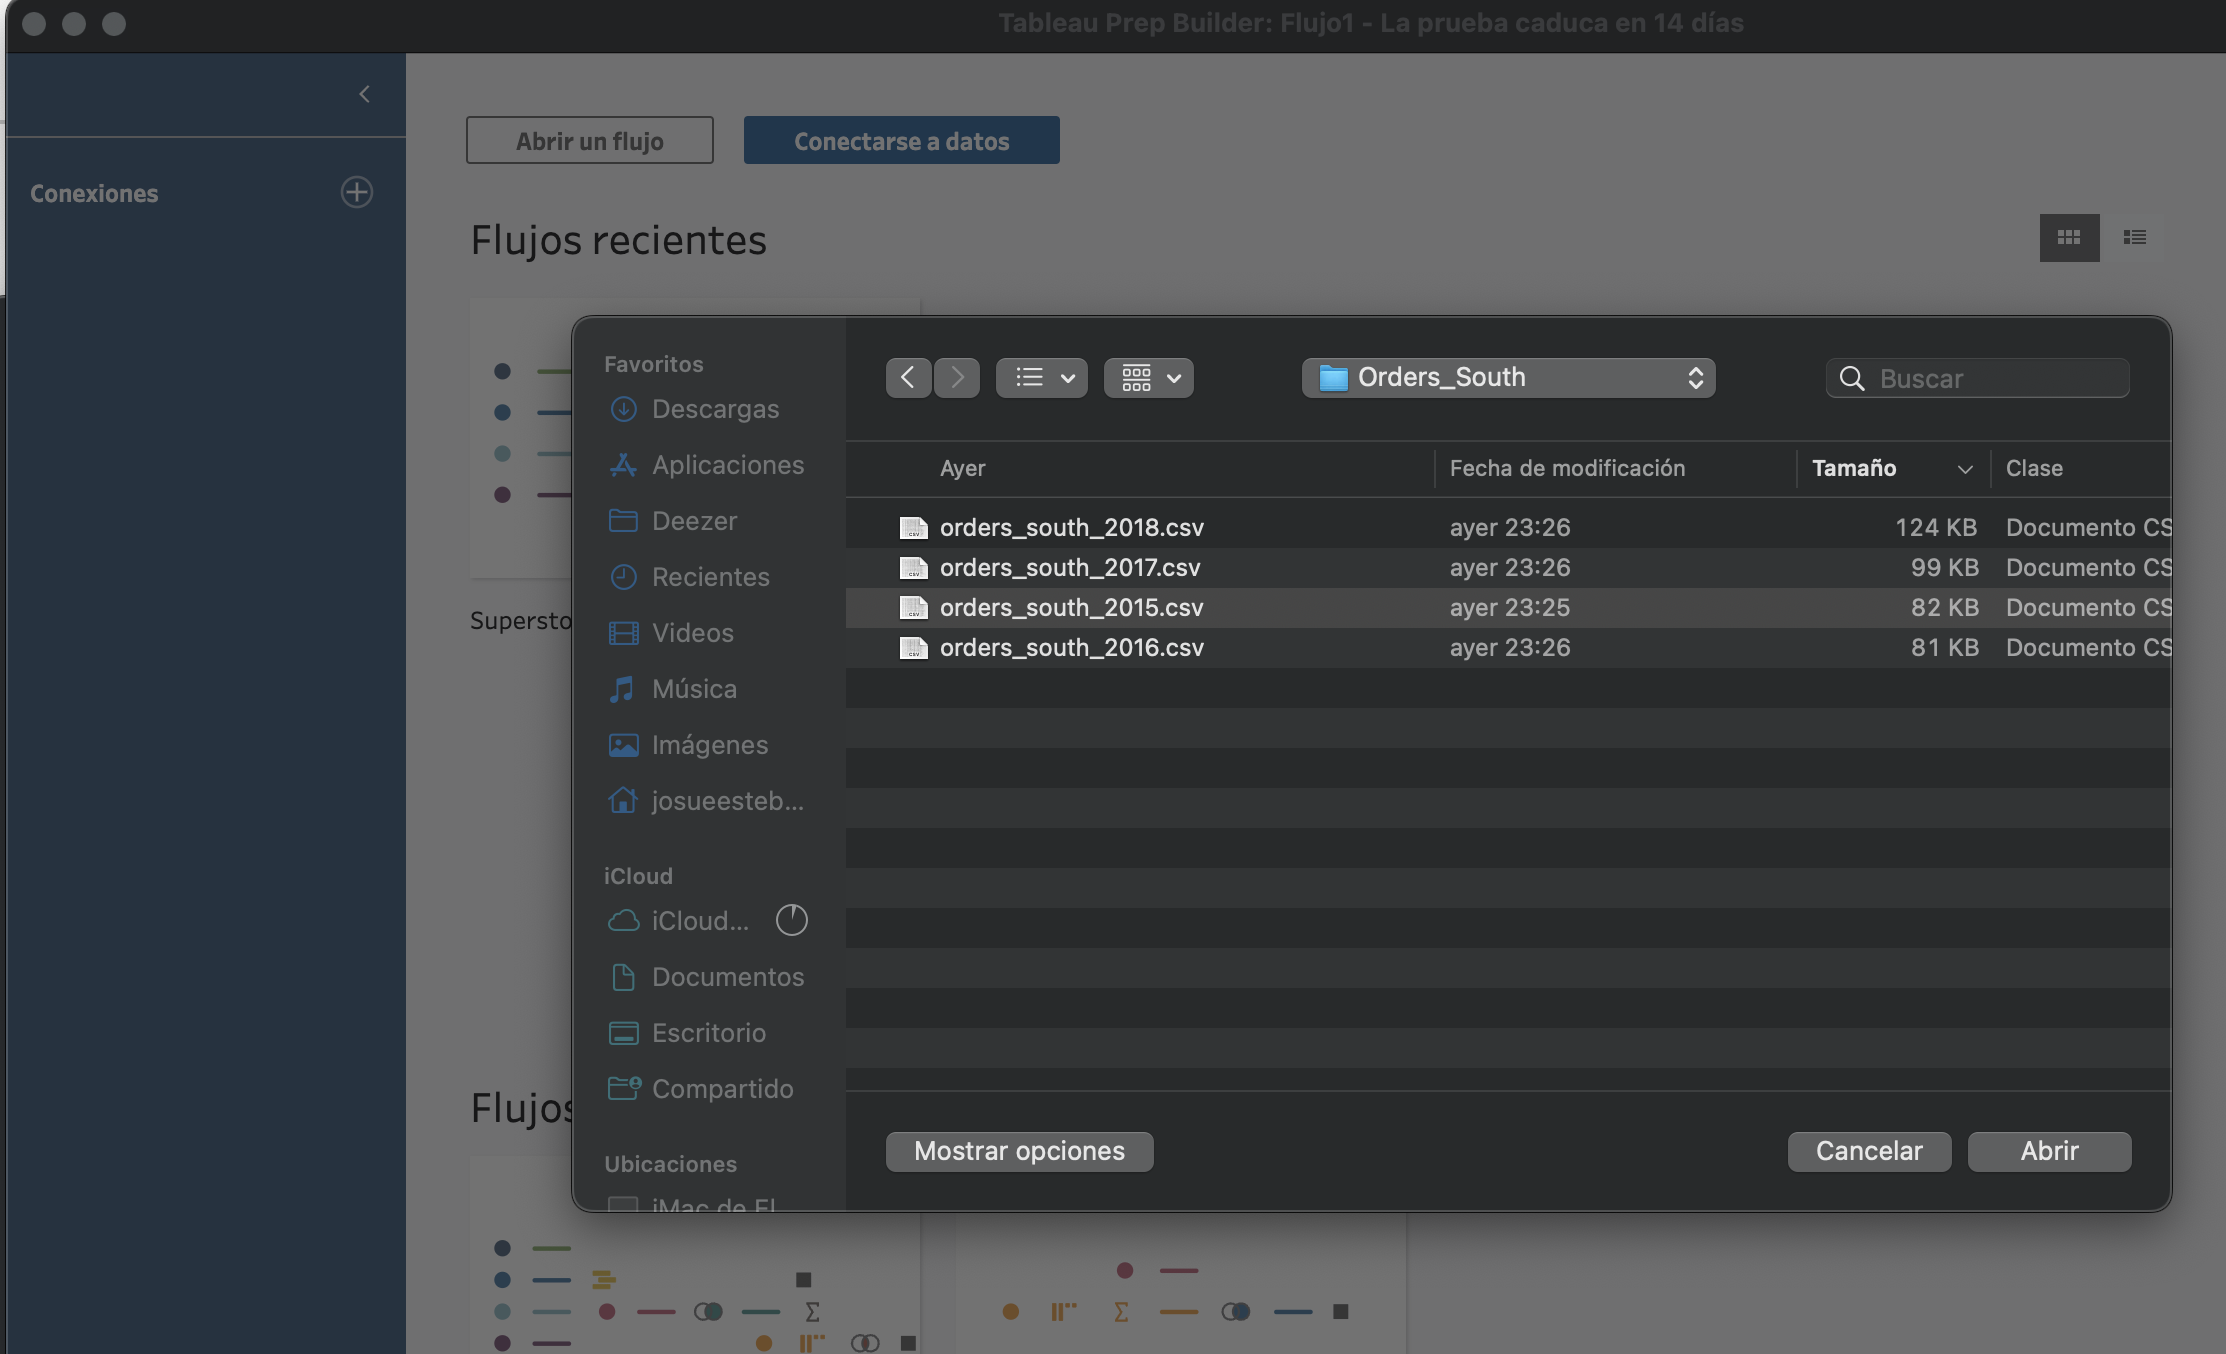 Tableau Prep Builder: Flujo1 - La prueba caduca en 14 días
Abrir un flujo
Conectarse a datos
Conexiones
Flujos recientes
Favoritos
Descargas
Aplicaciones
Deezer
Recientes
Videos
Música
Imágenes
josueesteb...
iCloud
iCloud...
Documentos
Escritorio
Compartido
Ubicaciones
iMac de El
Orders_South
Buscar
Ayer Fecha de modificación Tamaño Clase
orders_south_2018.csv ayer 23:26 124 KB Documento CS
orders_south_2017.csv ayer 23:26 99 KB Documento CS
orders_south_2015.csv ayer 23:25 82 KB Documento CS
orders_south_2016.csv ayer 23:26 81 KB Documento CS
Mostrar opciones
Cancelar
Abrir
Supersto
Flujos